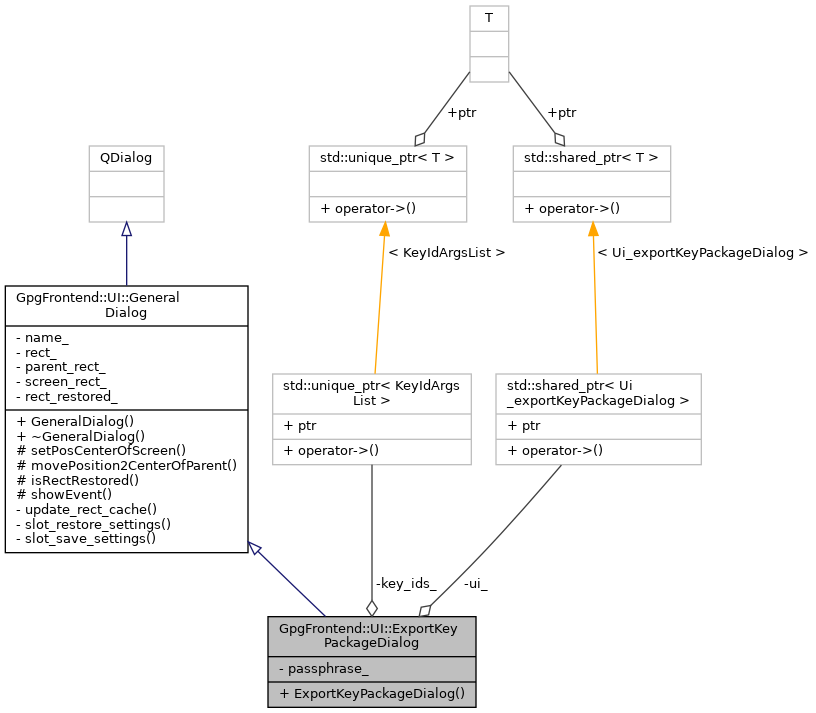 T
+ptr
+ptr
QDialog
std::unique_ptr< T >
+ operator->()
std::shared_ptr< T >
+ operator->()
< KeyIdArgsList >
< Ui_exportKeyPackageDialog >
GpgFrontend::UI::General
Dialog
- name_
- rect_
- parent_rect_
- screen_rect_
- rect_restored_
+ GeneralDialog()
+ ~GeneralDialog()
# setPosCenterOfScreen()
# movePosition2CenterOfParent()
# isRectRestored()
# showEvent()
- update_rect_cache()
- slot_restore_settings()
- slot_save_settings()
std::unique_ptr< KeyIdArgs
List >
+ ptr
+ operator->()
std::shared_ptr< Ui
_exportKeyPackageDialog >
+ ptr
+ operator->()
-key_ids_
-ui_
GpgFrontend::UI::ExportKey
PackageDialog
- passphrase_
+ ExportKeyPackageDialog()